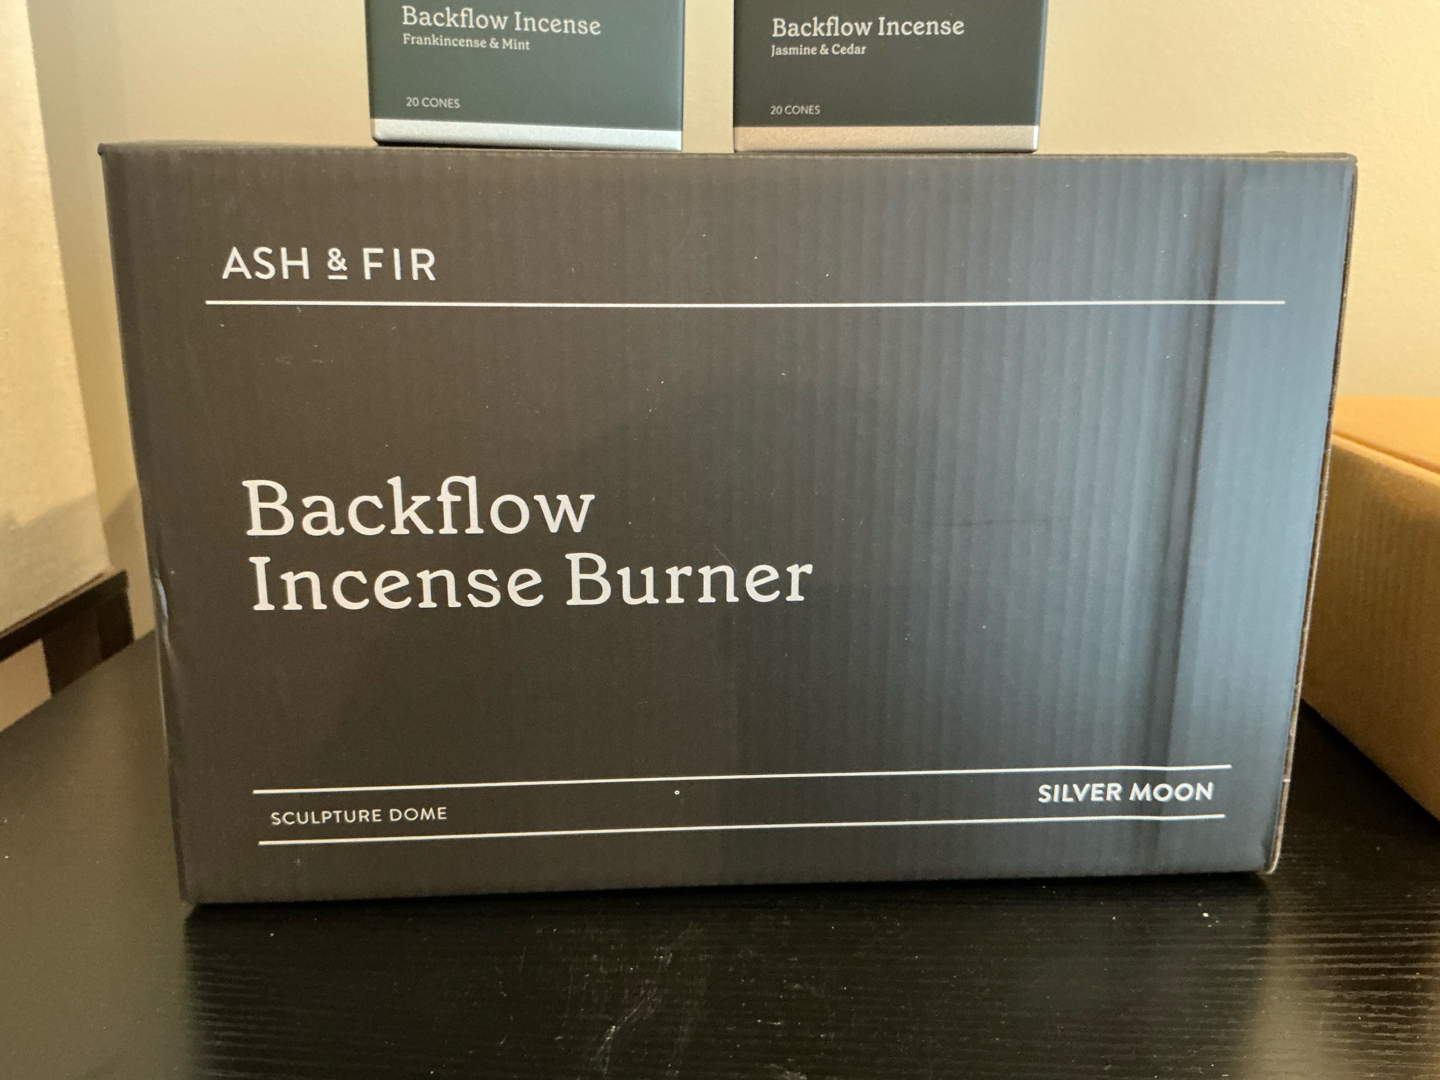 Backflow Incense
Frankincense & Mint
20 CONES
Backflow Incense
Jasmine & Cedar
20 CONES
ASH & FIR
Backflow
Incense Burner
SCULPTURE DOME
SILVER MOON